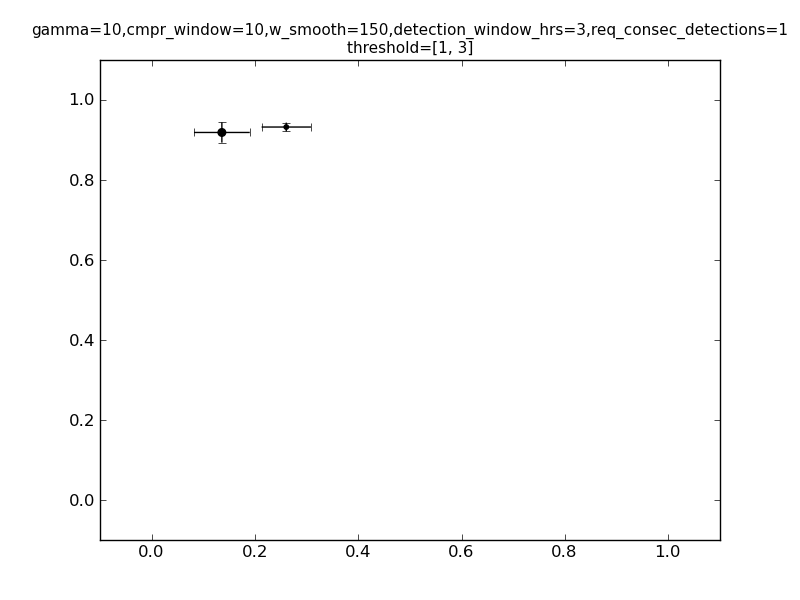 gamma=10,cmpr_window=10,w_smooth=150,detection_window_hrs=3,req_consec_detections=1
threshold=[1, 3]
1.0
0.8
0.6
0.4
0.2
0.0
0.0 0.2 0.4 0.6 0.8 1.0